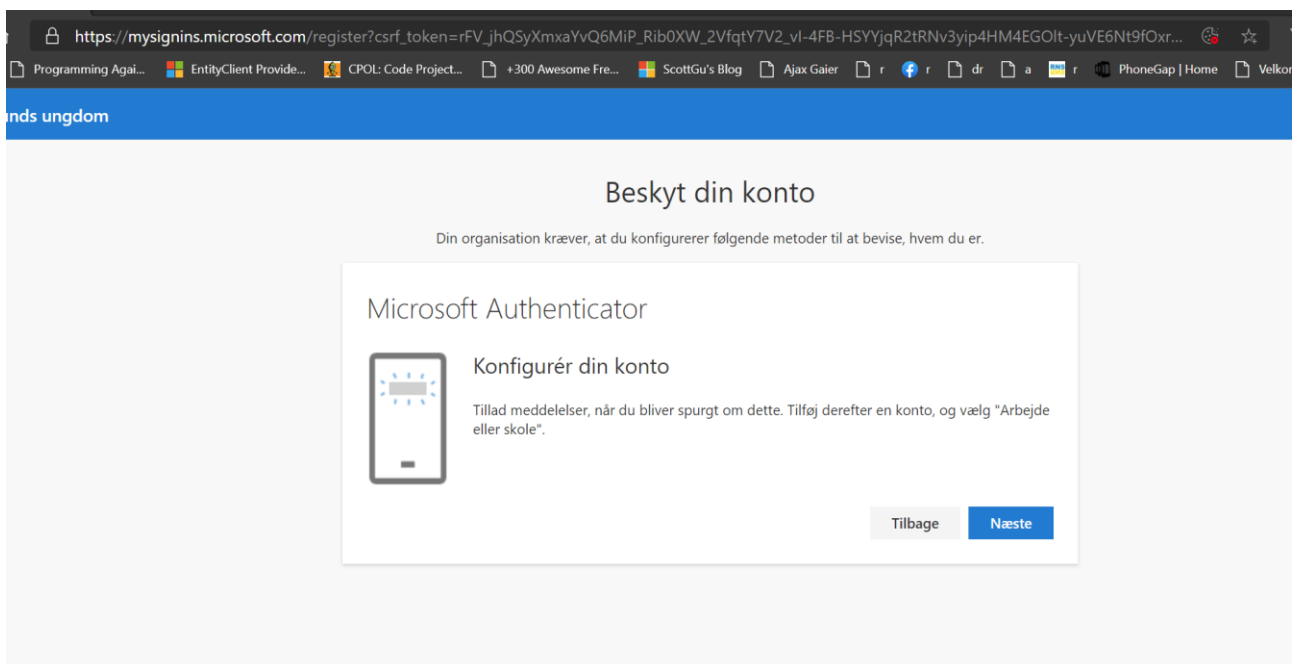 https://mysignins.microsoft.com/register?csrf_token=rFV_jhQSyXmxaYvQ6MiP_Rib0XW_2VfqtY7V2_vl-4FB-HSYYjqR2tRNv3yip4HM4EGOlt-yuVE6Nt9fOxr...
Programming Agai... EntityClient Provide... CPOL: Code Project... +300 Awesome Fre... ScottGu's Blog Ajax Gaier r r dr a r PhoneGap | Home Velkor
unds ungdom
Beskyt din konto
Din organisation kræver, at du konfigurerer følgende metoder til at bevise, hvem du er.
Microsoft Authenticator
Konfigurér din konto
Tillad meddelelser, når du bliver spurgt om dette. Tilføj derefter en konto, og vælg "Arbejde
eller skole".
Tilbage Næste